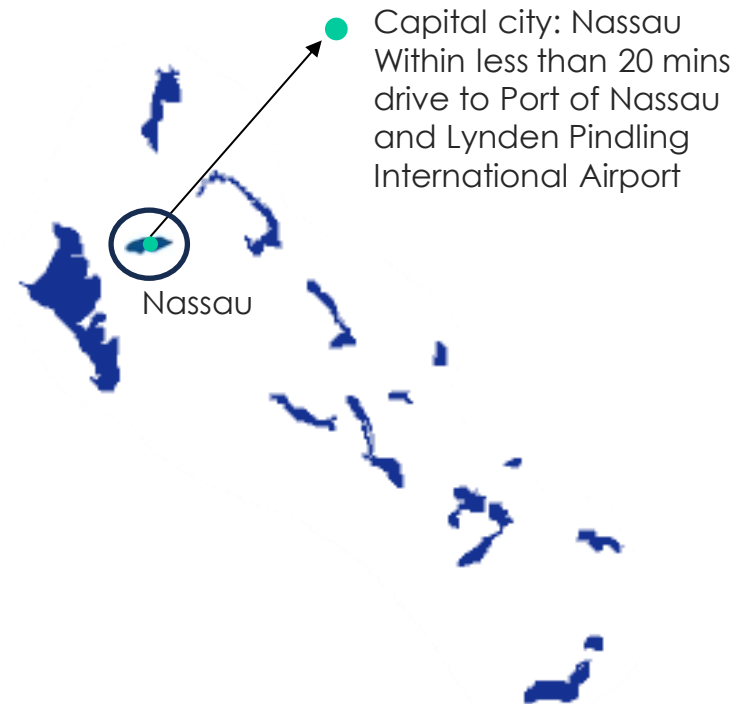 Capital city: Nassau
Within less than 20 mins
drive to Port of Nassau
and Lynden Pindling
International Airport
Nassau